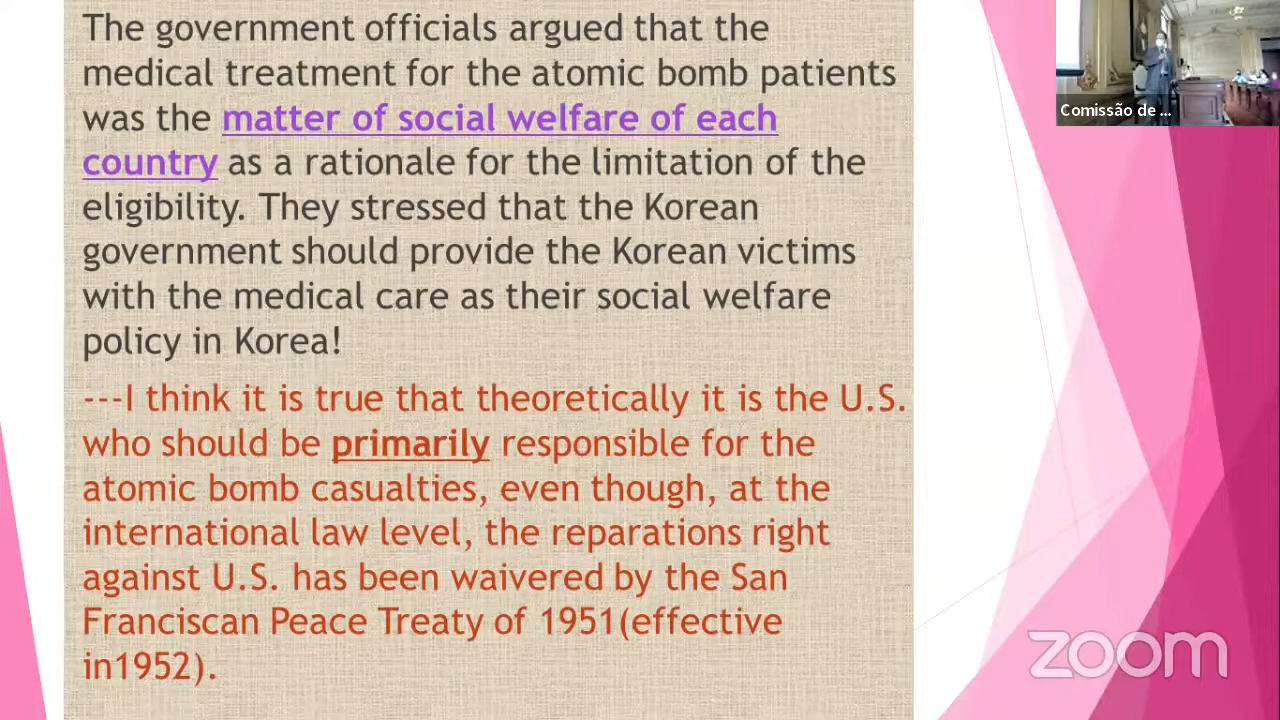 The government officials argued that the
medical treatment for the atomic bomb patients
was the matter of social welfare of each
country as a rationale for the limitation of the
eligibility. They stressed that the Korean
government should provide the Korean victims
with the medical care as their social welfare
policy in Korea!
---I think it is true that theoretically it is the U.S.
who should be primarily responsible for the
atomic bomb casualties, even though, at the
international law level, the reparations right
against U.S. has been waivered by the San
Franciscan Peace Treaty of 1951(effective
in1952).
Comissão de ...
zoom